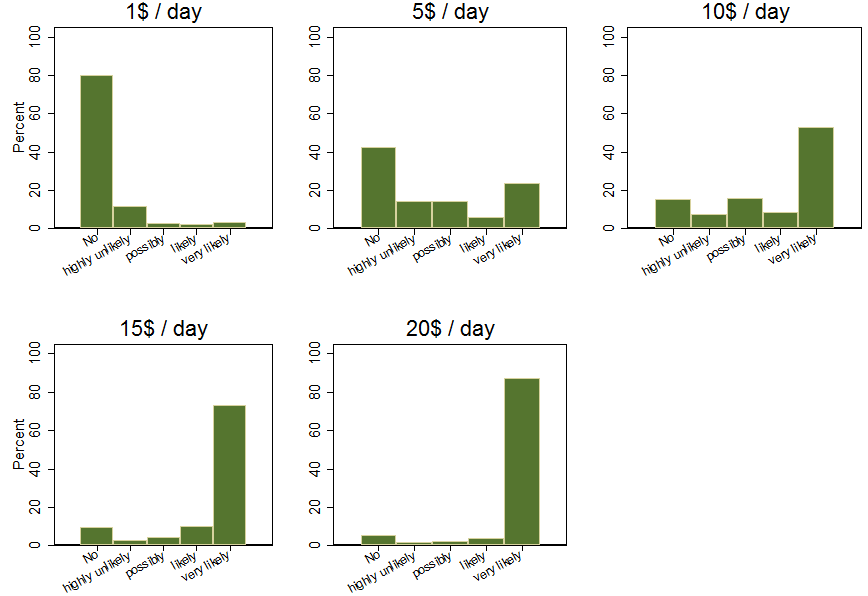 1$ / day
5$ / day
10$ / day
Percent
0 20 40 60 80 100
0 20 40 60 80 100
0 20 40 60 80 100
No
highly unlikely
possibly
likely
very likely
No
highly unlikely
possibly
likely
very likely
No
highly unlikely
possibly
likely
very likely
15$ / day
20$ / day
Percent
0 20 40 60 80 100
0 20 40 60 80 100
No
highly unlikely
possibly
likely
very likely
No
highly unlikely
possibly
likely
very likely